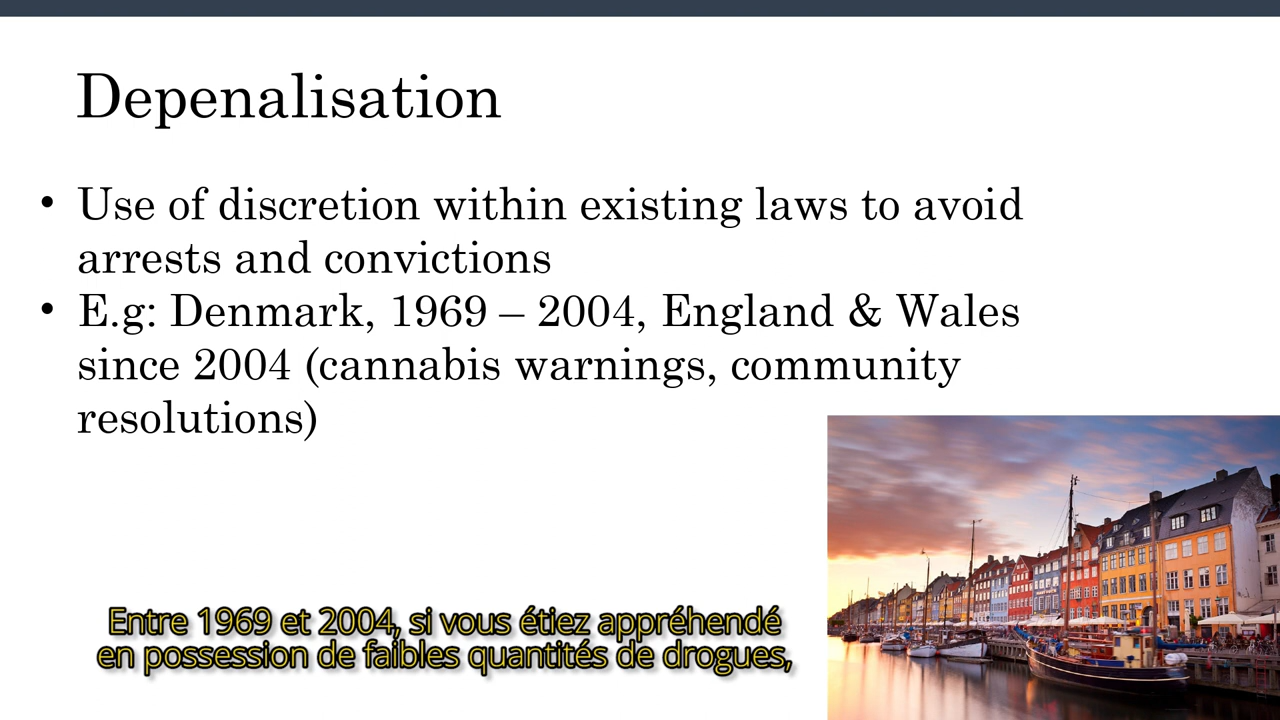 Depenalisation
• Use of discretion within existing laws to avoid
arrests and convictions
• E.g: Denmark, 1969 – 2004, England & Wales
since 2004 (cannabis warnings, community
resolutions)
Entre 1969 et 2004, si vous étiez appréhendé
en possession de faibles quantités de drogues,